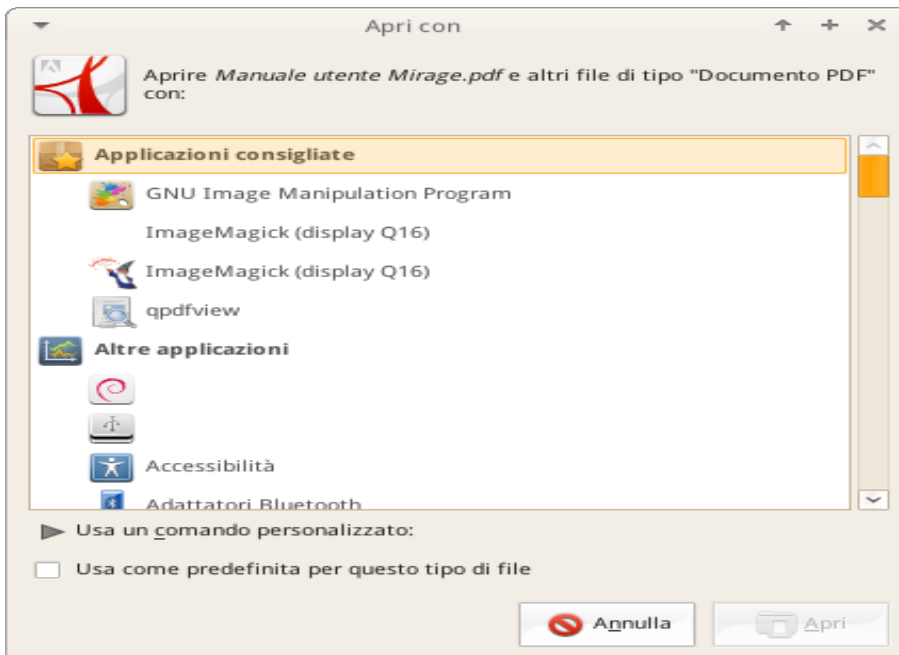 Apri con
Aprire Manuale utente Mirage.pdf e altri file di tipo "Documento PDF"
con:
Applicazioni consigliate
GNU Image Manipulation Program
ImageMagick (display Q16)
ImageMagick (display Q16)
qpdfview
Altre applicazioni
Accessibilità
Adattatori Bluetooth
Usa un comando personalizzato:
Usa come predefinita per questo tipo di file
Annulla
Apri